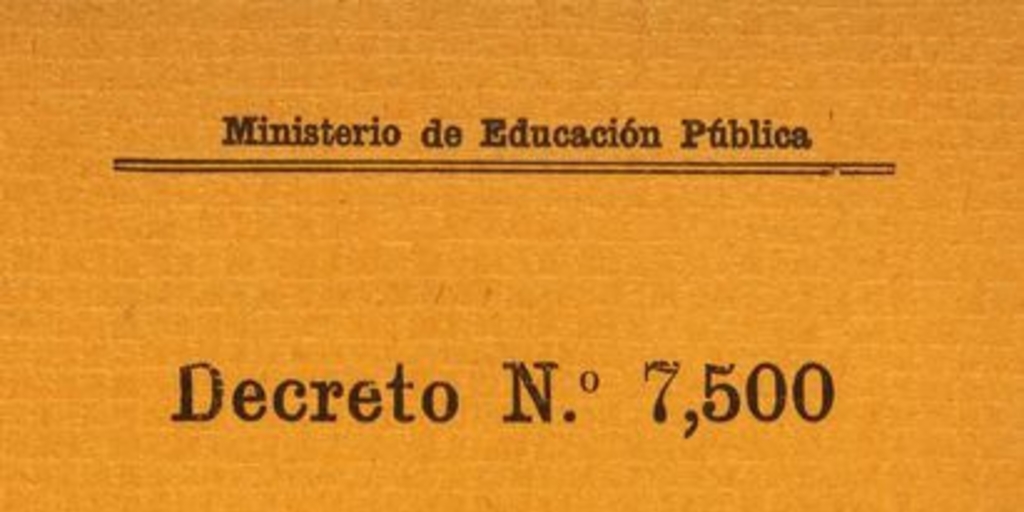 Ministerio de Educación Pública
Decreto N.º 7,500